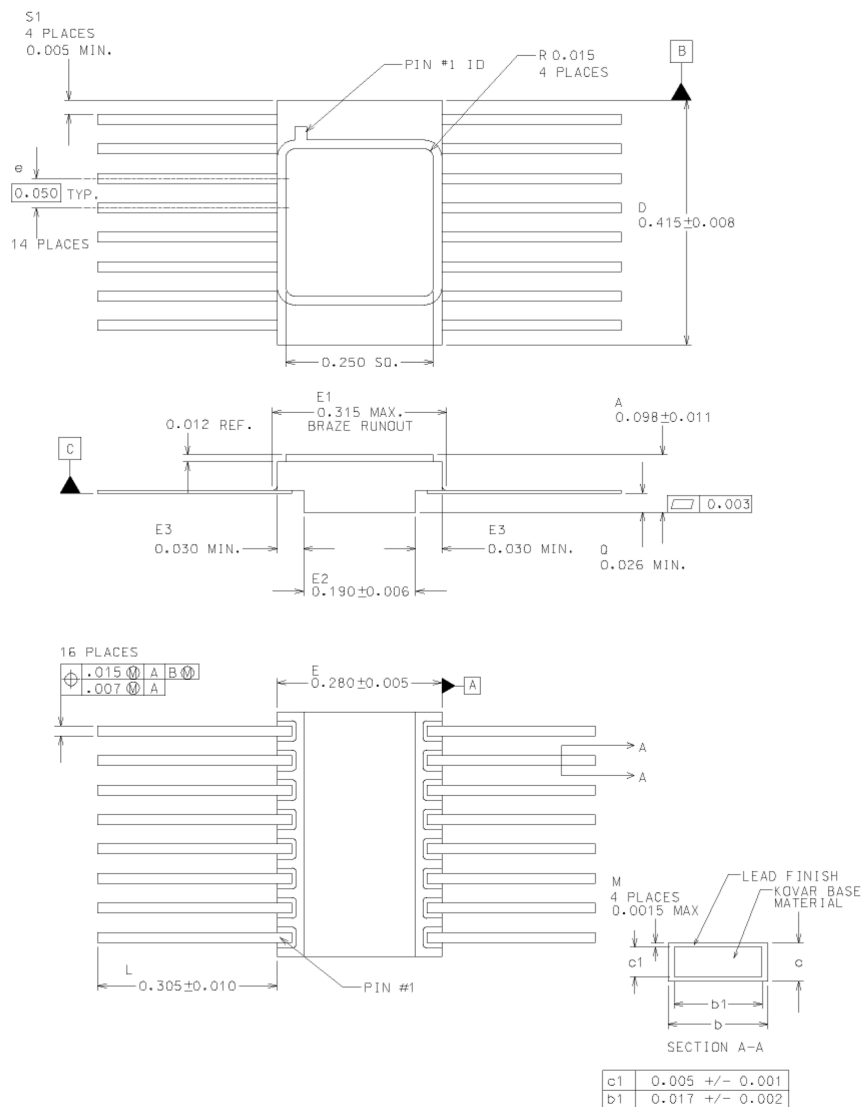 S1
4 PLACES
0.005 MIN.
PIN #1 ID
R 0.015
4 PLACES
B
e
0.050 TYP.
14 PLACES
D
0.415±0.008
0.250 SQ.
E1
0.315 MAX.
BRAZE RUNOUT
0.012 REF.
A
0.098±0.011
C
0.003
E3
0.030 MIN.
E3
0.030 MIN.
Q
0.026 MIN.
E2
0.190±0.006
16 PLACES
.015 Ⓜ A B Ⓜ
.007 Ⓜ A
E
0.280±0.005
A
A
A
L
0.305±0.010
PIN #1
M
4 PLACES
0.0015 MAX
LEAD FINISH
KOVAR BASE
MATERIAL
c1
c
b1
b
SECTION A-A
c1 0.005 +/- 0.001
b1 0.017 +/- 0.002